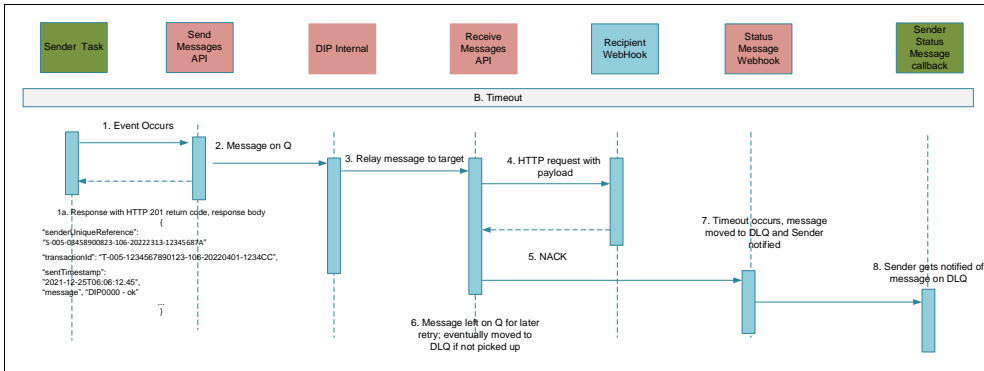 Sender Task
Send
Messages
API
DIP Internal
Receive
Messages
API
Recipient
WebHook
Status
Message
Webhook
Sender
Status
Message
callback
B. Timeout
1. Event Occurs
2. Message on Q
3. Relay message to target
4. HTTP request with
payload
1a. Response with HTTP 201 return code, response body
{
"senderUniqueReference":
"S-005-03458900823-106-20222313-12345687A"
"transactionId": "T-005-1234567890123-106-20220401-1234CC",
"sentTimestamp":
"2021-12-25T06:06:12.45",
"message", "DIP0000 - ok"
...
}
5. NACK
6. Message left on Q for later
retry; eventually moved to
DLQ if not picked up
7. Timeout occurs, message
moved to DLQ and Sender
notified
8. Sender gets notified of
message on DLQ